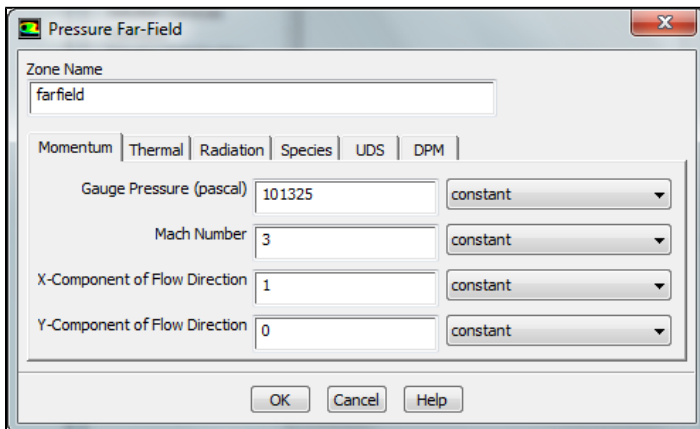 Pressure Far-Field
Zone Name
farfield
Momentum Thermal Radiation Species UDS DPM
Gauge Pressure (pascal) 101325 constant
Mach Number 3 constant
X-Component of Flow Direction 1 constant
Y-Component of Flow Direction 0 constant
OK Cancel Help